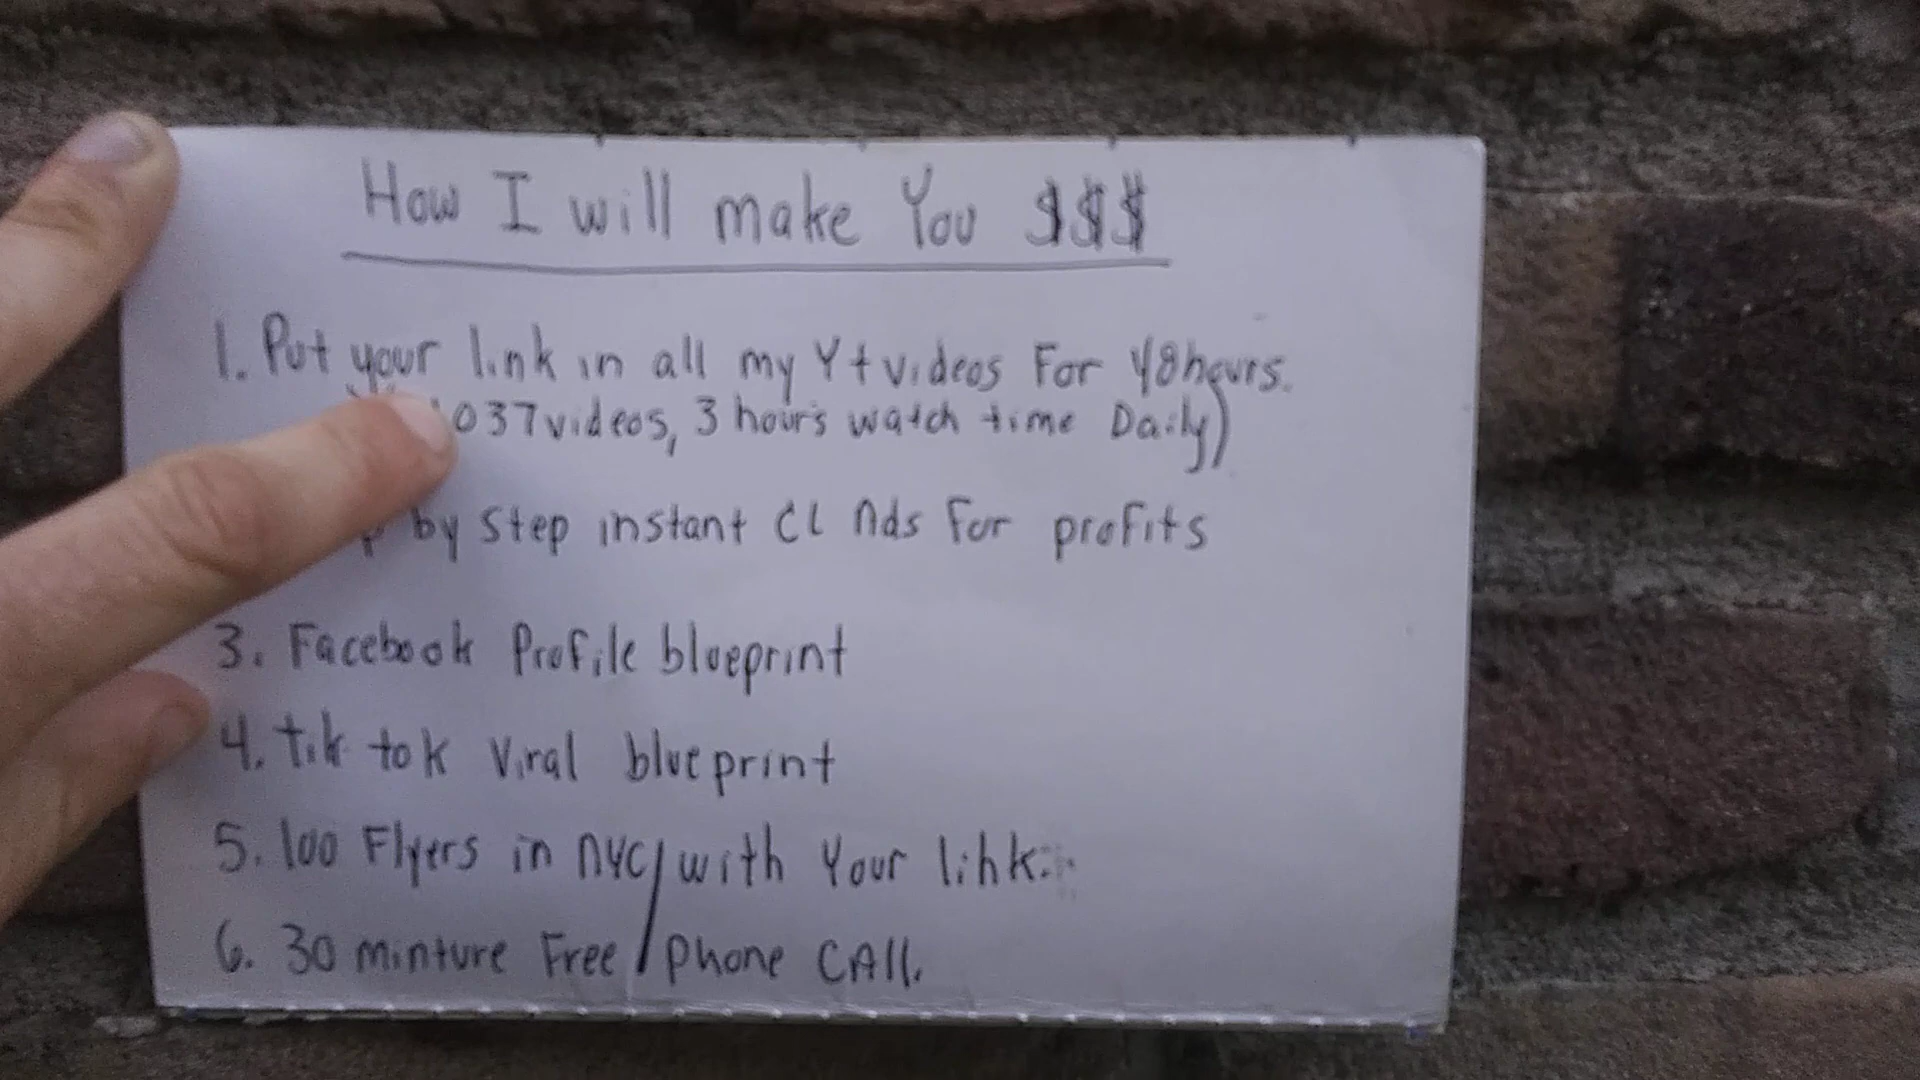 How I will make You $$$
1. Put your link in all my Yt videos For 48hours.
037videos, 3 hours watch time Daily)
by Step instant CL Ads For profits
3. Facebook Profile blueprint
4. tik tok Viral blueprint
5. 100 Flyers in nYC/with Your link.
6. 30 minture Free/phone CAll.